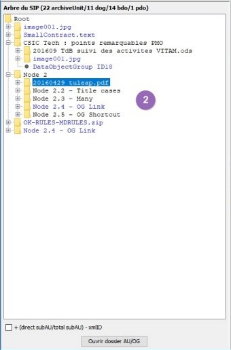 Arbre du SIP (22 archiveUnit/11 dog/14 bdo/1 pdo)
Root
image001.jpg
SmallContract.text
CSIC Tech : points remarquables PMO
201609 TdB suivi des activites VITAM.ods
image001.jpg
DataObjectGroup ID18
Node 2
20160429_tuleap.pdf
Node 2.2 - Title cases
Node 2.3 - Many
Node 2.4 - OG Link
Node 2.5 - OG Shortcut
OK-RULES-MDRULES.zip
Node 2.4 - OG Link
2
+ (direct subAU/total subAU) - xmlID
Ouvrir dossier AU/OG